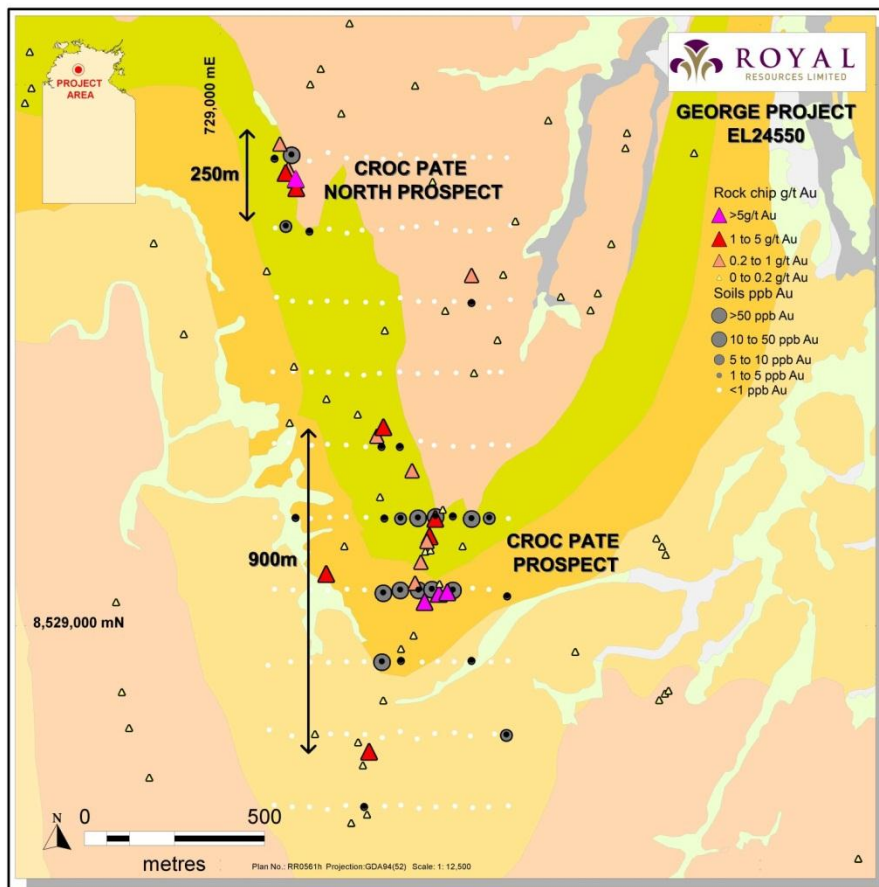 PROJECT
AREA
729,000 mE
ROYAL
RESOURCES LIMITED
GEORGE PROJECT
EL24550
250m
CROC PATE
NORTH PROSPECT
Rock chip g/t Au
>5g/t Au
1 to 5 g/t Au
0.2 to 1 g/t Au
0 to 0.2 g/t Au
Soils ppb Au
>50 ppb Au
10 to 50 ppb Au
5 to 10 ppb Au
1 to 5 ppb Au
<1 ppb Au
900m
CROC PATE
PROSPECT
8,529,000 mN
N
0
500
metres
Plan No.: RR0561h Projection:GDA94(52) Scale: 1: 12,500